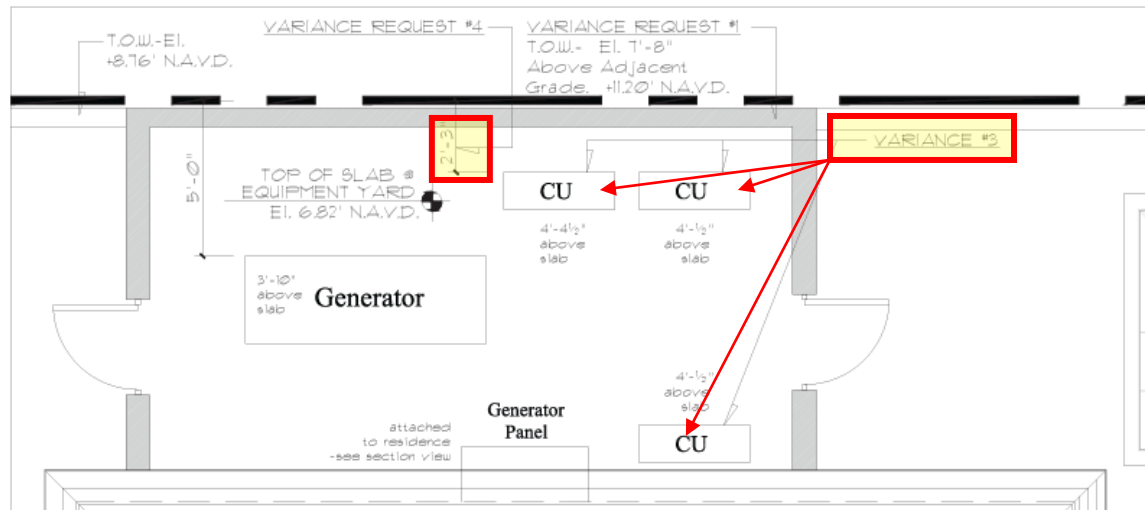 VARIANCE REQUEST #4
VARIANCE REQUEST #1
T.O.W.-El.
+8.76' N.A.V.D.
T.O.W.- El. 7'-8"
Above Adjacent
Grade. +11.20' N.A.V.D.
2'-3"
VARIANCE #3
5'-0"
TOP OF SLAB @
EQUIPMENT YARD
El. 6.82' N.A.V.D.
CU
CU
4'-4½"
above
slab
4'-½"
above
slab
3'-10"
above
slab
Generator
4'-½"
above
slab
Generator
Panel
attached
to residence
-see section view
CU